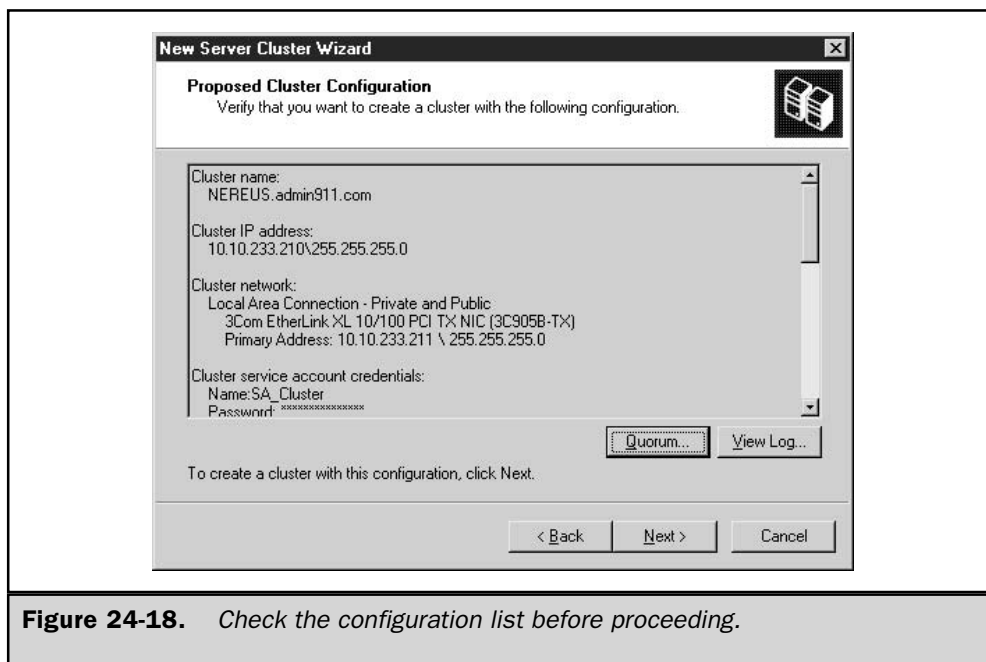 New Server Cluster Wizard
Proposed Cluster Configuration
Verify that you want to create a cluster with the following configuration.
Cluster name:
NEREUS.admin911.com
Cluster IP address:
10.10.233.210\255.255.255.0
Cluster network:
Local Area Connection - Private and Public
3Com EtherLink XL 10/100 PCI TX NIC (3C905B-TX)
Primary Address: 10.10.233.211 \ 255.255.255.0
Cluster service account credentials:
Name:SA_Cluster
Password: ***************
Quorum... View Log...
To create a cluster with this configuration, click Next.
< Back Next > Cancel
Figure 24-18. Check the configuration list before proceeding.